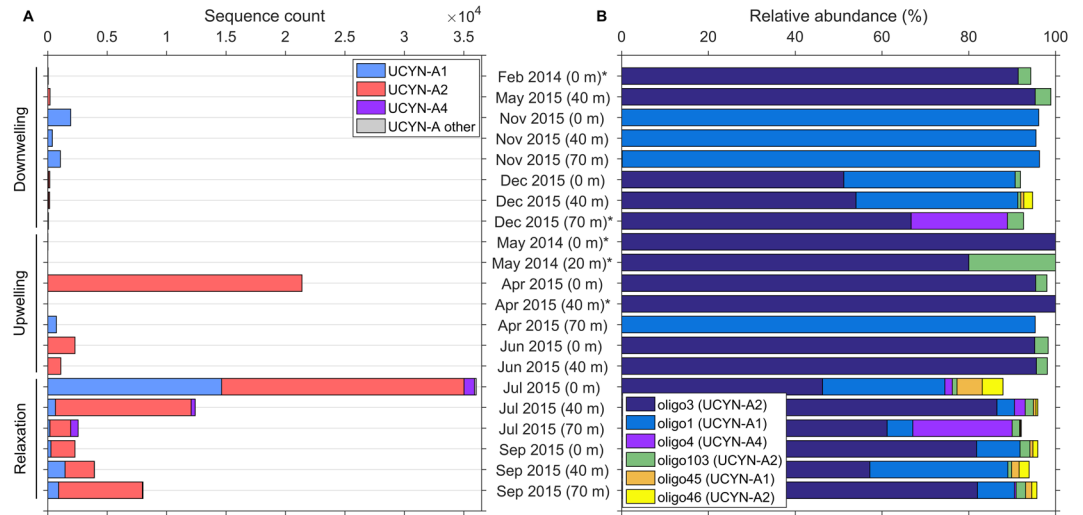 A
Sequence count
×10⁴
0 0.5 1 1.5 2 2.5 3 3.5
UCYN-A1
UCYN-A2
UCYN-A4
UCYN-A other
Downwelling
Upwelling
Relaxation
B
Relative abundance (%)
0 20 40 60 80 100
Feb 2014 (0 m)*
May 2015 (40 m)
Nov 2015 (0 m)
Nov 2015 (40 m)
Nov 2015 (70 m)
Dec 2015 (0 m)
Dec 2015 (40 m)
Dec 2015 (70 m)*
May 2014 (0 m)*
May 2014 (20 m)*
Apr 2015 (0 m)
Apr 2015 (40 m)*
Apr 2015 (70 m)
Jun 2015 (0 m)
Jun 2015 (40 m)
Jul 2015 (0 m)
Jul 2015 (40 m)
Jul 2015 (70 m)
Sep 2015 (0 m)
Sep 2015 (40 m)
Sep 2015 (70 m)
oligo3 (UCYN-A2)
oligo1 (UCYN-A1)
oligo4 (UCYN-A4)
oligo103 (UCYN-A2)
oligo45 (UCYN-A1)
oligo46 (UCYN-A2)